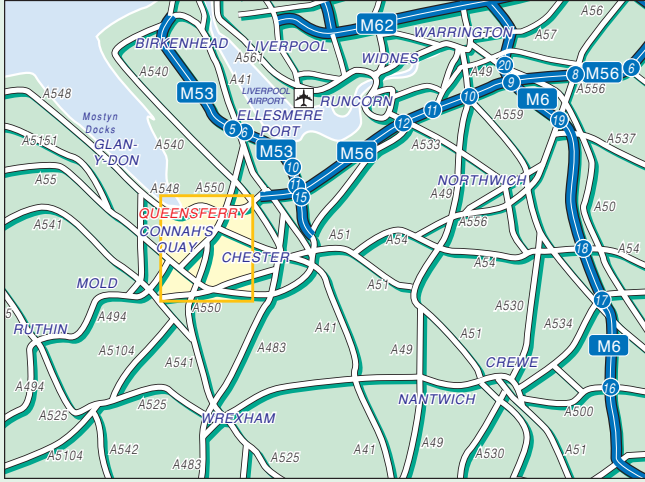 A56
M62
WARRINGTON
A57
BIRKENHEAD
LIVERPOOL
A561
WIDNES
A540
A41
A49
20
8
M56
6
A548
M53
LIVERPOOL
AIRPORT
RUNCORN
9
A556
10
M6
Mostyn
Docks
ELLESMERE
PORT
11
A559
5
6
12
19
A5151
GLAN-
Y-DON
A540
M53
M56
A533
A537
A55
10
A548
A550
11
15
NORTHWICH
A49
A50
QUEENSFERRY
A541
CONNAH'S
QUAY
A51
A556
A54
18
A54
CHESTER
A54
MOLD
A51
17
5
A494
A550
A530
A534
RUTHIN
A41
A51
M6
A5104
A541
A483
A49
CREWE
A494
16
A525
A525
NANTWICH
A500
WREXHAM
A5104
A542
A483
A525
A41
A49
A530
A51